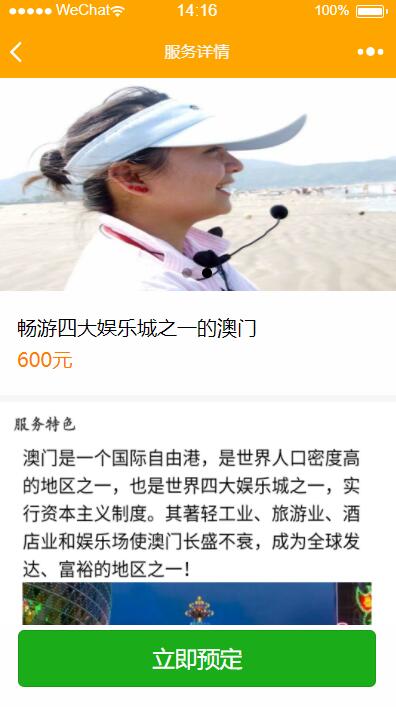 ●●●●● WeChat 14:16 100%
服务详情
畅游四大娱乐城之一的澳门
600元
服务特色
澳门是一个国际自由港，是世界人口密度高
的地区之一，也是世界四大娱乐城之一，实
行资本主义制度。其著轻工业、旅游业、酒
店业和娱乐场使澳门长盛不衰，成为全球发
达、富裕的地区之一！
立即预定